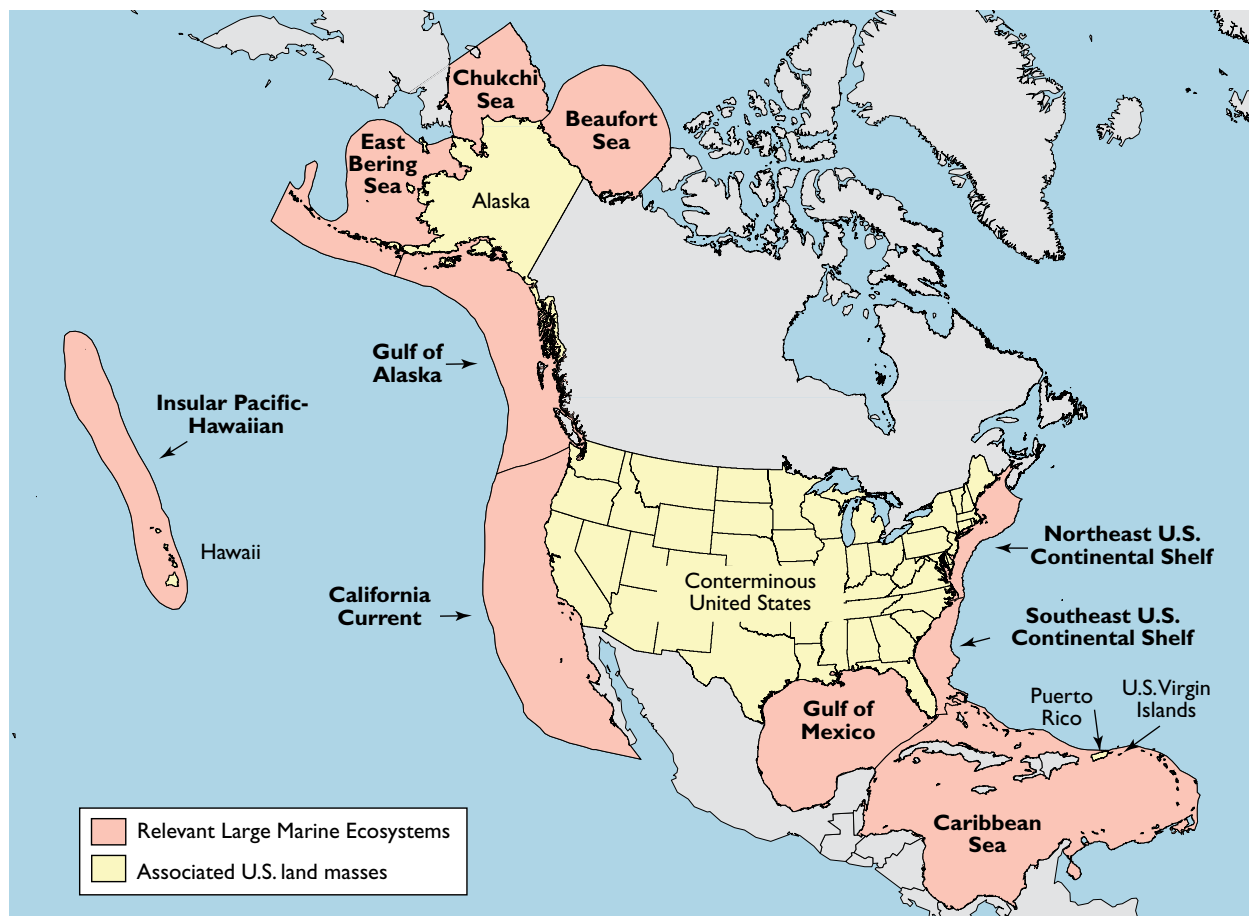 Chukchi
Sea
Beaufort
Sea
East
Bering
Sea
Alaska
Gulf of
Alaska
Insular Pacific-
Hawaiian
Hawaii
California
Current
Conterminous
United States
Northeast U.S.
Continental Shelf
Southeast U.S.
Continental Shelf
Gulf of
Mexico
Puerto
Rico
U.S. Virgin
Islands
Caribbean
Sea
Relevant Large Marine Ecosystems
Associated U.S. land masses